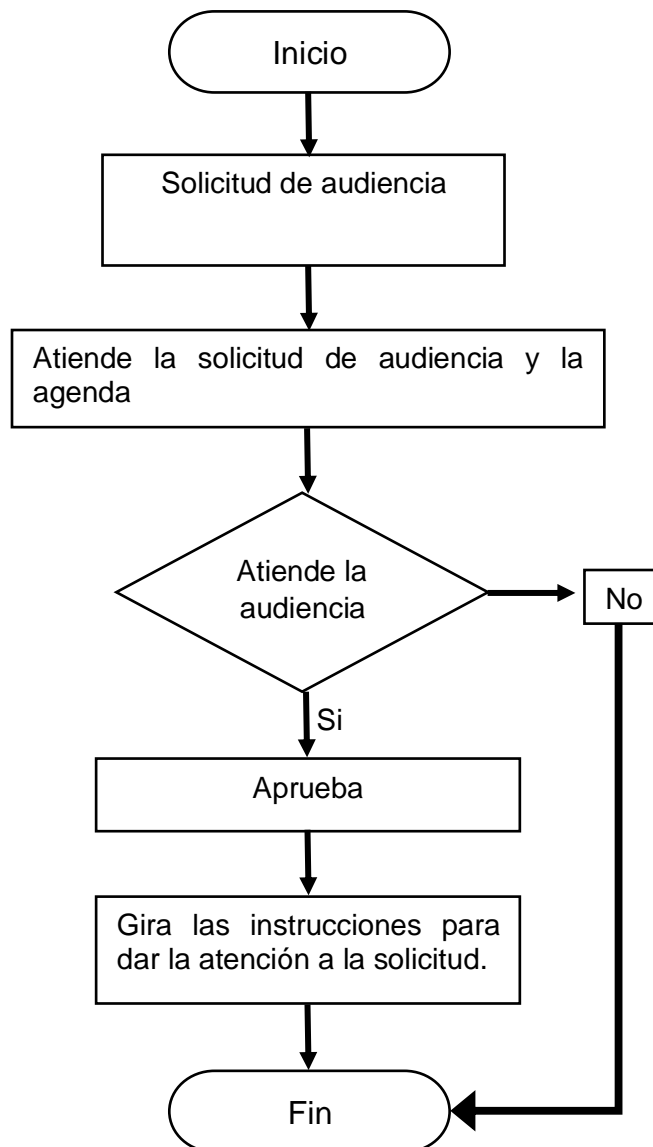 Inicio
Solicitud de audiencia
Atiende la solicitud de audiencia y la
agenda
Atiende la
audiencia
No
Si
Aprueba
Gira las instrucciones para
dar la atención a la solicitud.
Fin